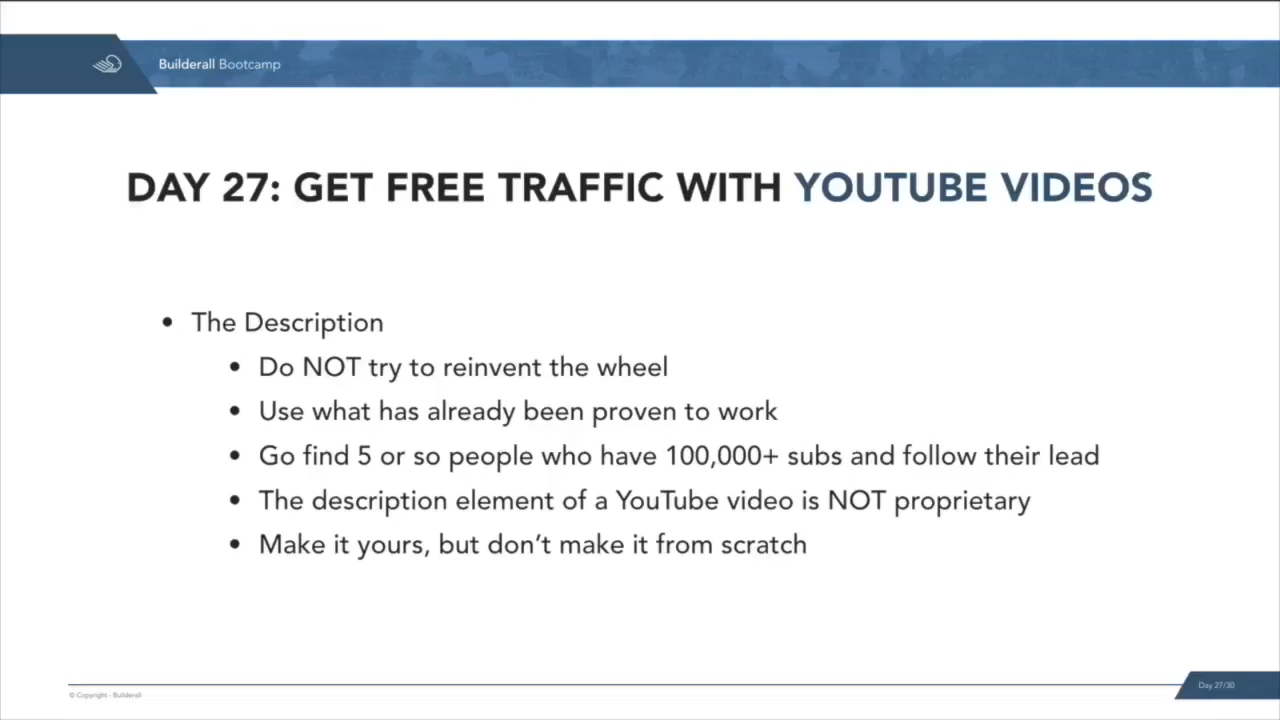 Builderall Bootcamp
DAY 27: GET FREE TRAFFIC WITH YOUTUBE VIDEOS
• The Description
• Do NOT try to reinvent the wheel
• Use what has already been proven to work
• Go find 5 or so people who have 100,000+ subs and follow their lead
• The description element of a YouTube video is NOT proprietary
• Make it yours, but don’t make it from scratch
© Copyright - Builderall
Day 27/30